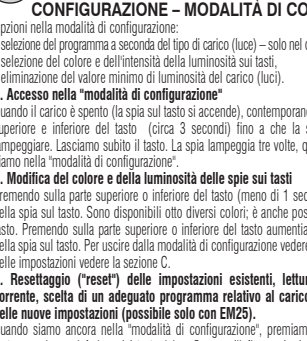 CONFIGURAZIONE – MODALITÀ DI CO
pzioni nella modalità di configurazione:
selezione del programma a seconda del tipo di carico (luce) – solo nel
selezione del colore e dell'intensità della luminosità sui tasti,
eliminazione del valore minimo di luminosità del carico (luci).
. Accesso nella "modalità di configurazione"
uando il carico è spento (la spia sul tasto si accende), contemporan
uperiore e inferiore del tasto (circa 3 secondi) fino a che la s
ampeggiare. Lasciamo subito il tasto. La spia lampeggia tre volte, q
iamo nella "modalità di configurazione".
. Modifica del colore e della luminosità delle spie sui tasti
remendo sulla parte superiore o inferiore del tasto (meno di 1 sec
ella spia sul tasto. Sono disponibili otto diversi colori; è anche pos
asto. Premendo sulla parte superiore o inferiore del tasto aumentia
ella spia sul tasto. Per uscire dalla modalità di configurazione vedere
elle impostazioni vedere la sezione C.
. Resettaggio ("reset") delle impostazioni esistenti, lettur
orrente, scelta di un adeguato programma relativo al carico
elle nuove impostazioni (possibile solo con EM25).
uando siamo ancora nella "modalità di configurazione", premiam